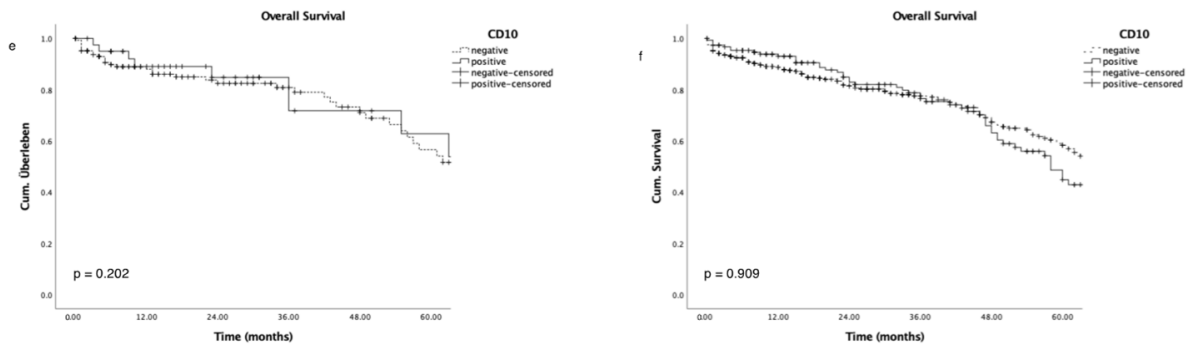 e
Overall Survival
Cum. Überleben
1.0
0.8
0.6
0.4
0.2
0.0
p = 0.202
0.00 12.00 24.00 36.00 48.00 60.00
Time (months)
CD10
negative
positive
negative-censored
positive-censored
f
Overall Survival
Cum. Survival
1.0
0.8
0.6
0.4
0.2
0.0
p = 0.909
0.00 12.00 24.00 36.00 48.00 60.00
Time (months)
CD10
negative
positive
negative-censored
positive-censored